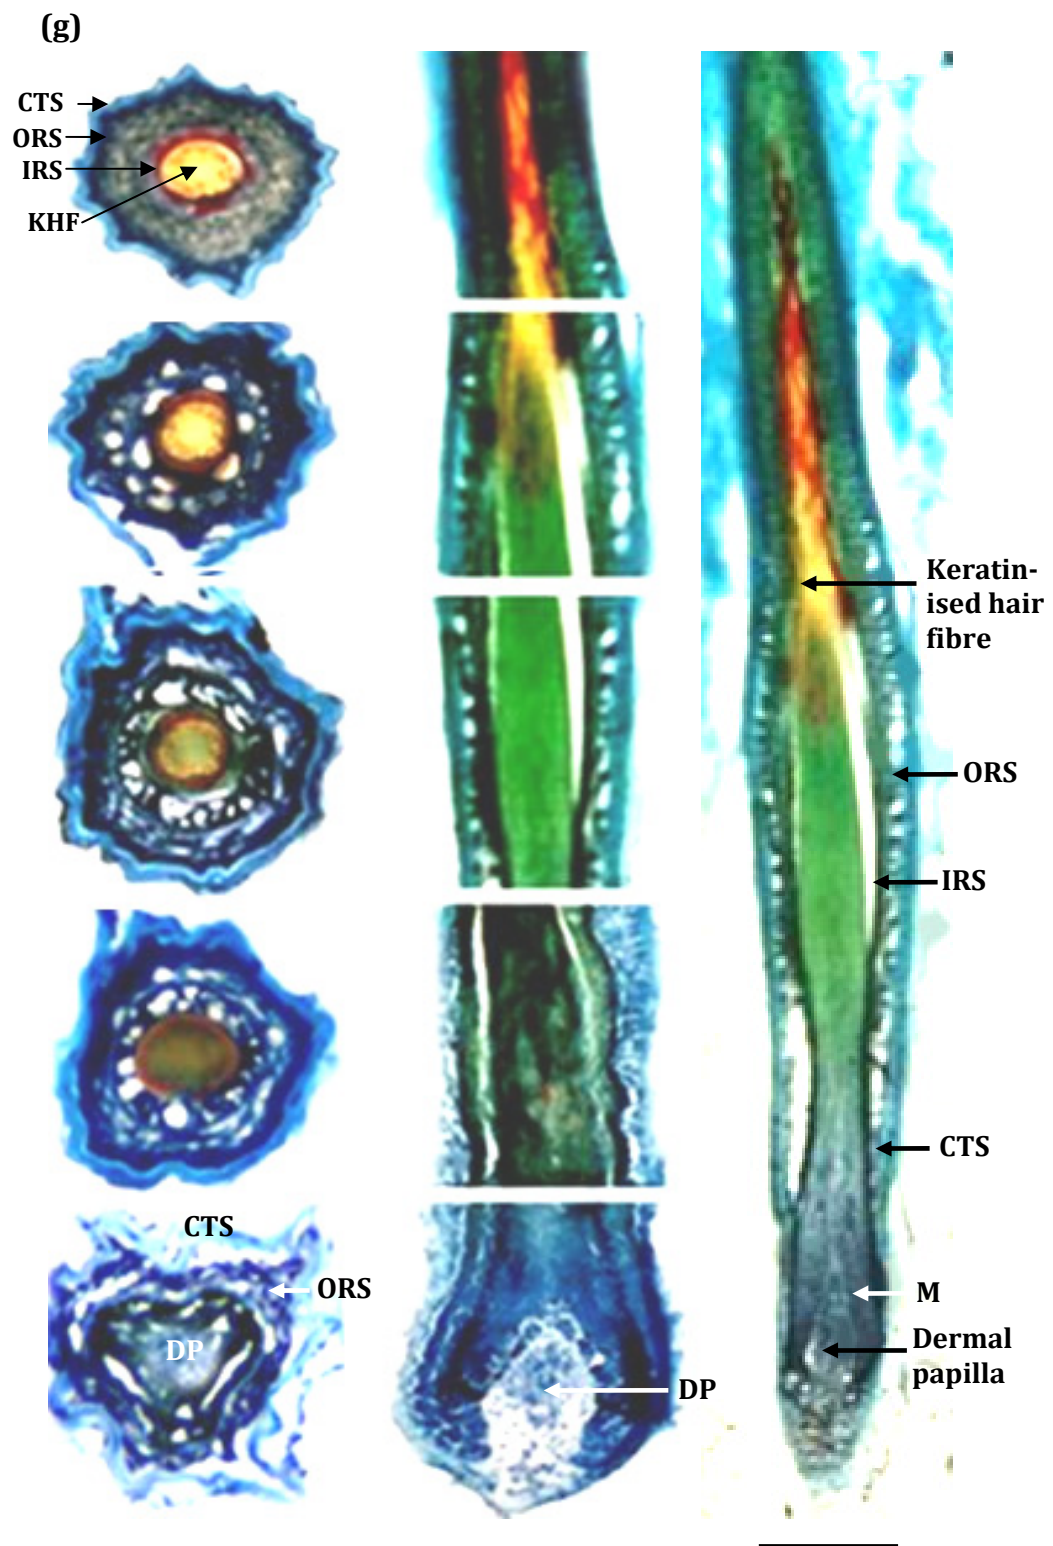 (g)
CTS
ORS
IRS
KHF
Keratin-
ised hair
fibre
ORS
IRS
CTS
CTS
ORS
M
DP
Dermal
papilla
DP